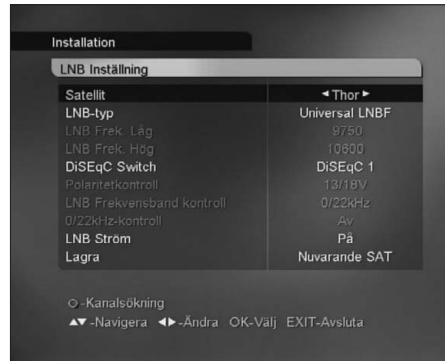 Installation
LNB Inställning
Satellit ◄ Thor ►
LNB-typ Universal LNBF
LNB Frek. Låg 9750
LNB Frek. Hög 10600
DiSEqC Switch DiSEqC 1
Polaritetkontroll 13/18V
LNB Frekvensband kontroll 0/22kHz
0/22kHz-kontroll Av
LNB Ström På
Lagra Nuvarande SAT
○-Kanalsökning
▲▼-Navigera ◄►-Ändra OK-Välj EXIT-Avsluta